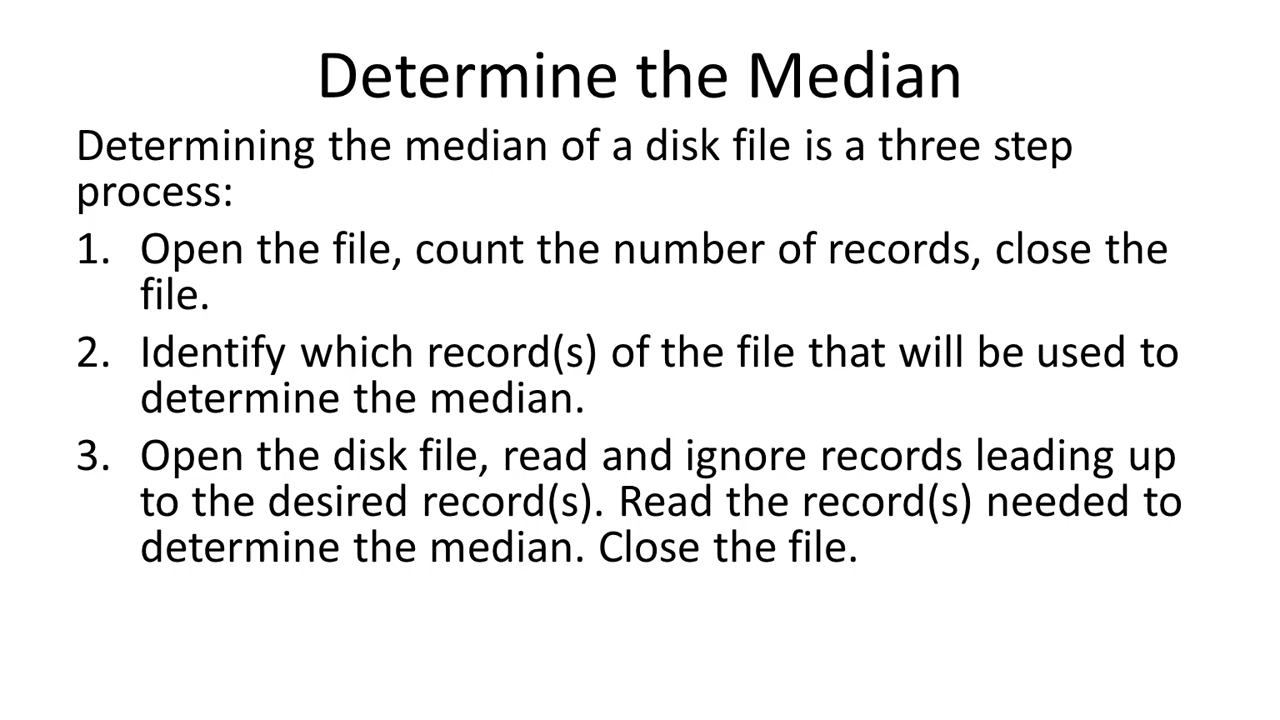 Determine the Median
Determining the median of a disk file is a three step
process:
1. Open the file, count the number of records, close the
file.
2. Identify which record(s) of the file that will be used to
determine the median.
3. Open the disk file, read and ignore records leading up
to the desired record(s). Read the record(s) needed to
determine the median. Close the file.